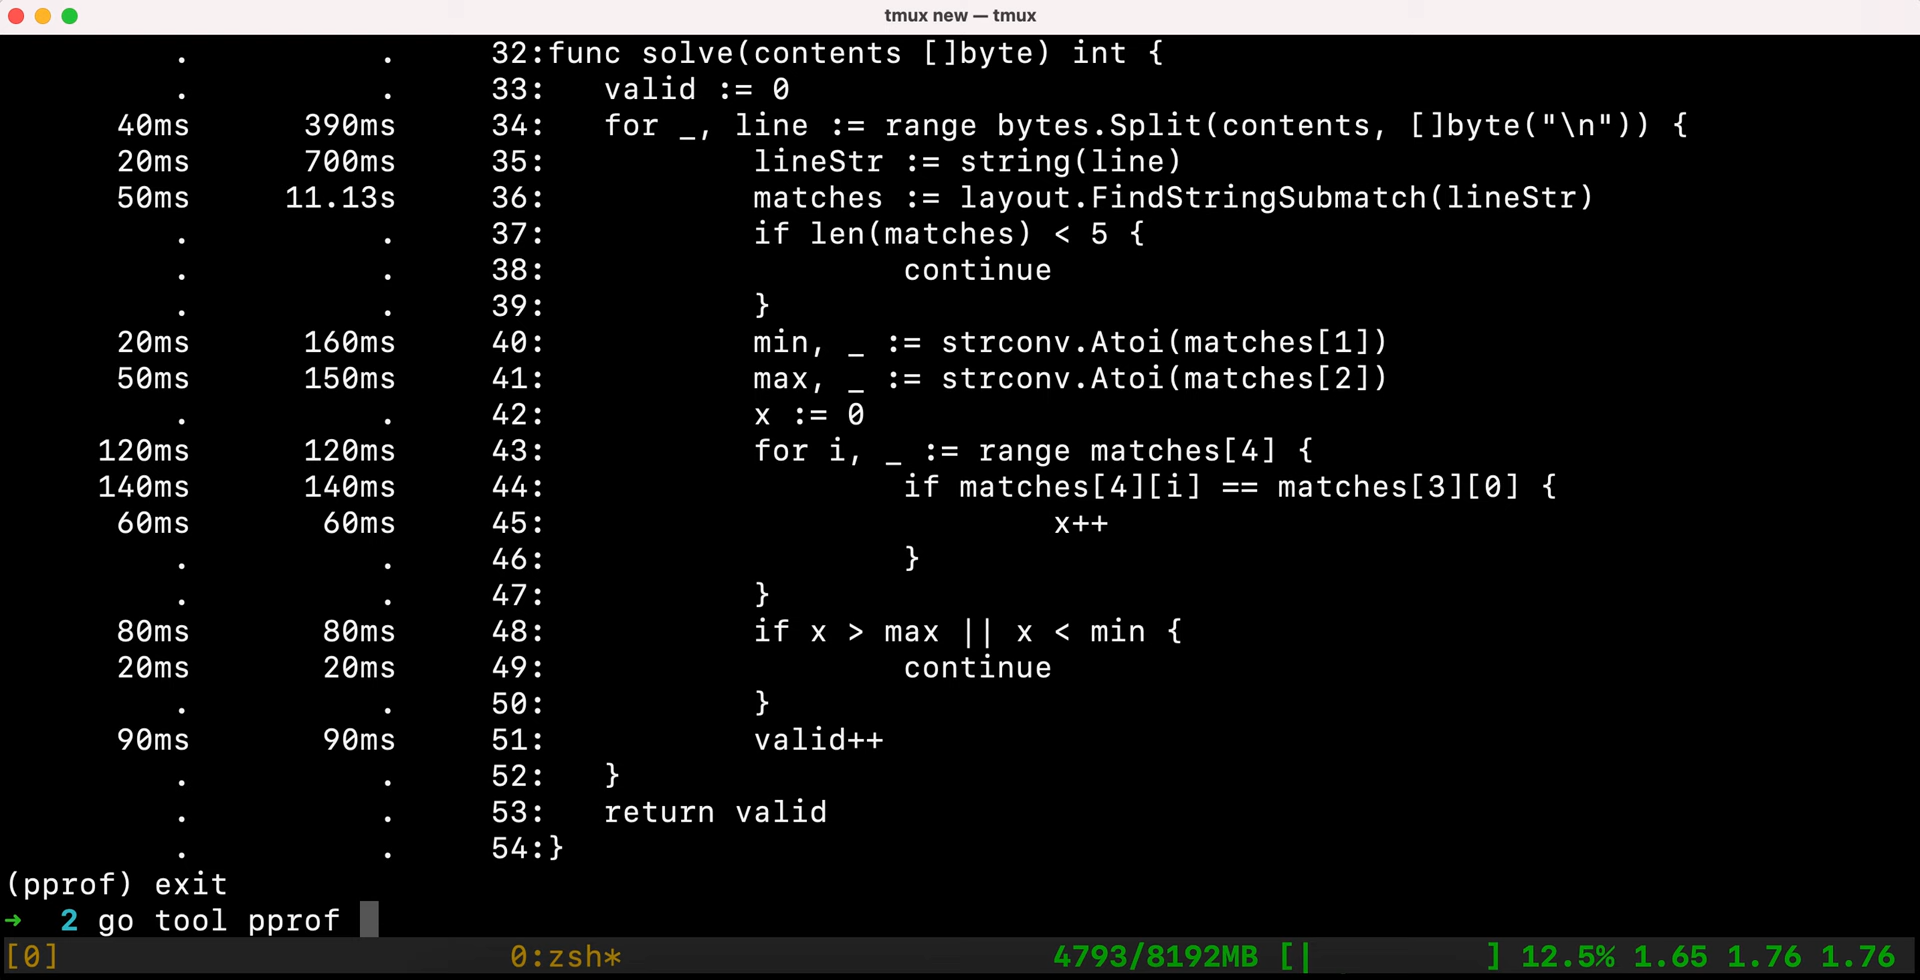 tmux new — tmux
. . 32:func solve(contents []byte) int {
. . 33: valid := 0
40ms 390ms 34: for _, line := range bytes.Split(contents, []byte("\n")) {
20ms 700ms 35: lineStr := string(line)
50ms 11.13s 36: matches := layout.FindStringSubmatch(lineStr)
. . 37: if len(matches) < 5 {
. . 38: continue
. . 39: }
20ms 160ms 40: min, _ := strconv.Atoi(matches[1])
50ms 150ms 41: max, _ := strconv.Atoi(matches[2])
. . 42: x := 0
120ms 120ms 43: for i, _ := range matches[4] {
140ms 140ms 44: if matches[4][i] == matches[3][0] {
60ms 60ms 45: x++
. . 46: }
. . 47: }
80ms 80ms 48: if x > max || x < min {
20ms 20ms 49: continue
. . 50: }
90ms 90ms 51: valid++
. . 52: }
. . 53: return valid
. . 54:}
(pprof) exit
➜ 2 go tool pprof
[0] 0:zsh* 4793/8192MB [| ] 12.5% 1.65 1.76 1.76